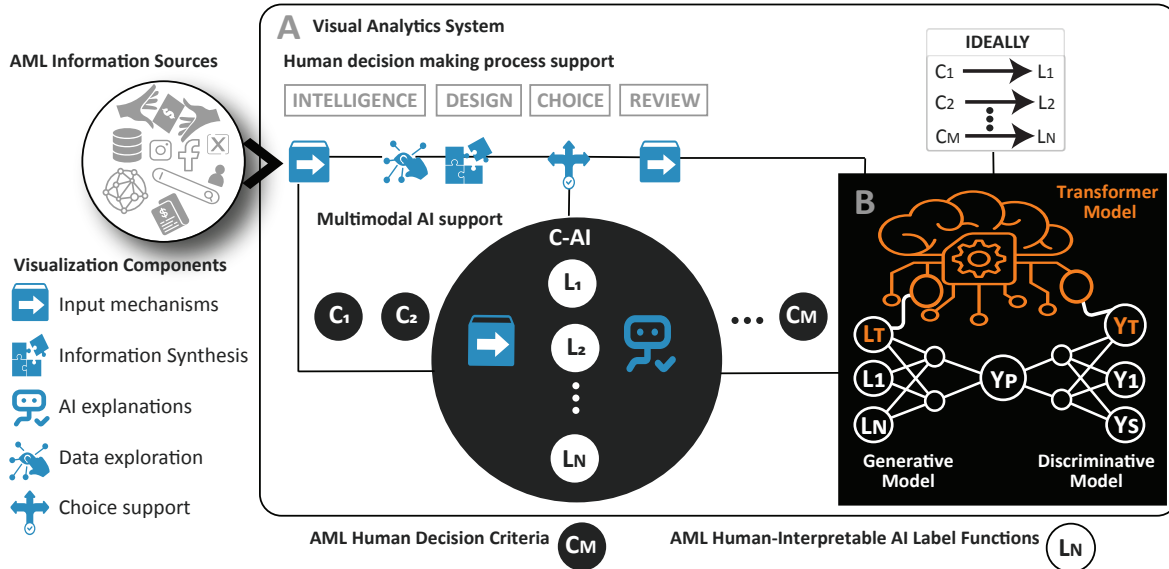 A
Visual Analytics System
Human decision making process support
INTELLIGENCE
DESIGN
CHOICE
REVIEW
IDEALLY
C1
L1
C2
L2
CM
LN
AML Information Sources
$
X
$
Multimodal AI support
C-AI
L1
L2
LN
C1
C2
CM
B
Transformer
Model
LT
L1
LN
YP
YT
Y1
YS
Generative
Model
Discriminative
Model
Visualization Components
Input mechanisms
Information Synthesis
AI explanations
Data exploration
Choice support
AML Human Decision Criteria
CM
AML Human-Interpretable AI Label Functions
LN